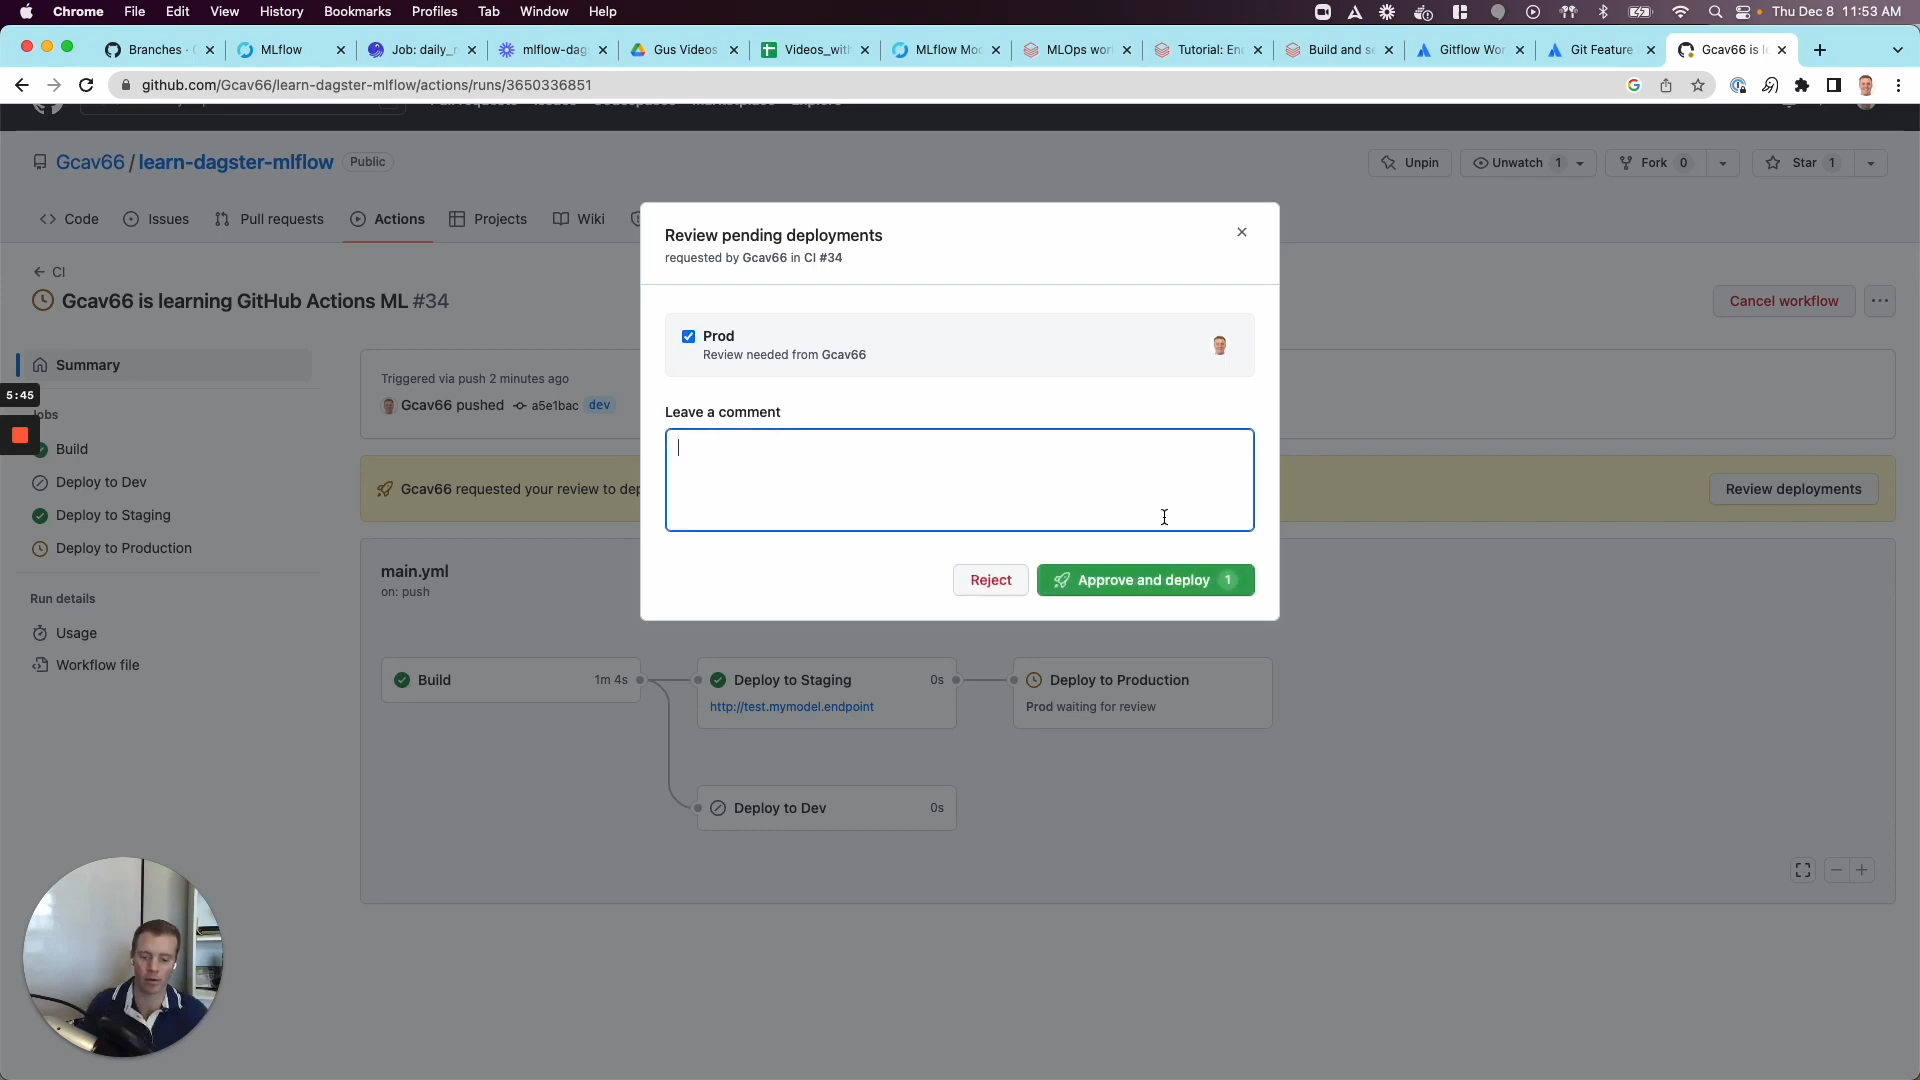 Chrome File Edit View History Bookmarks Profiles Tab Window Help
Thu Dec 8 11:53 AM
Branches · MLflow Job: daily_ mlflow-dag Gus Videos Videos_with MLflow Mo MLOps wor Tutorial: En Build and s Gitflow Wor Git Feature Gcav66 is
github.com/Gcav66/learn-dagster-mlflow/actions/runs/3650336851
Gcav66 / learn-dagster-mlflow Public
Unpin Unwatch 1 Fork 0 Star 1
Code Issues Pull requests Actions Projects Wiki
CI
Gcav66 is learning GitHub Actions ML #34
Cancel workflow
Summary
5:45
Jobs
Build
Deploy to Dev
Deploy to Staging
Deploy to Production
Run details
Usage
Workflow file
Triggered via push 2 minutes ago
Gcav66 pushed a5e1bac dev
Gcav66 requested your review to dep
Review deployments
Review pending deployments
requested by Gcav66 in CI #34
Prod
Review needed from Gcav66
Leave a comment
Reject
Approve and deploy 1
main.yml
on: push
Build 1m 4s
Deploy to Staging 0s
http://test.mymodel.endpoint
Deploy to Production
Prod waiting for review
Deploy to Dev 0s